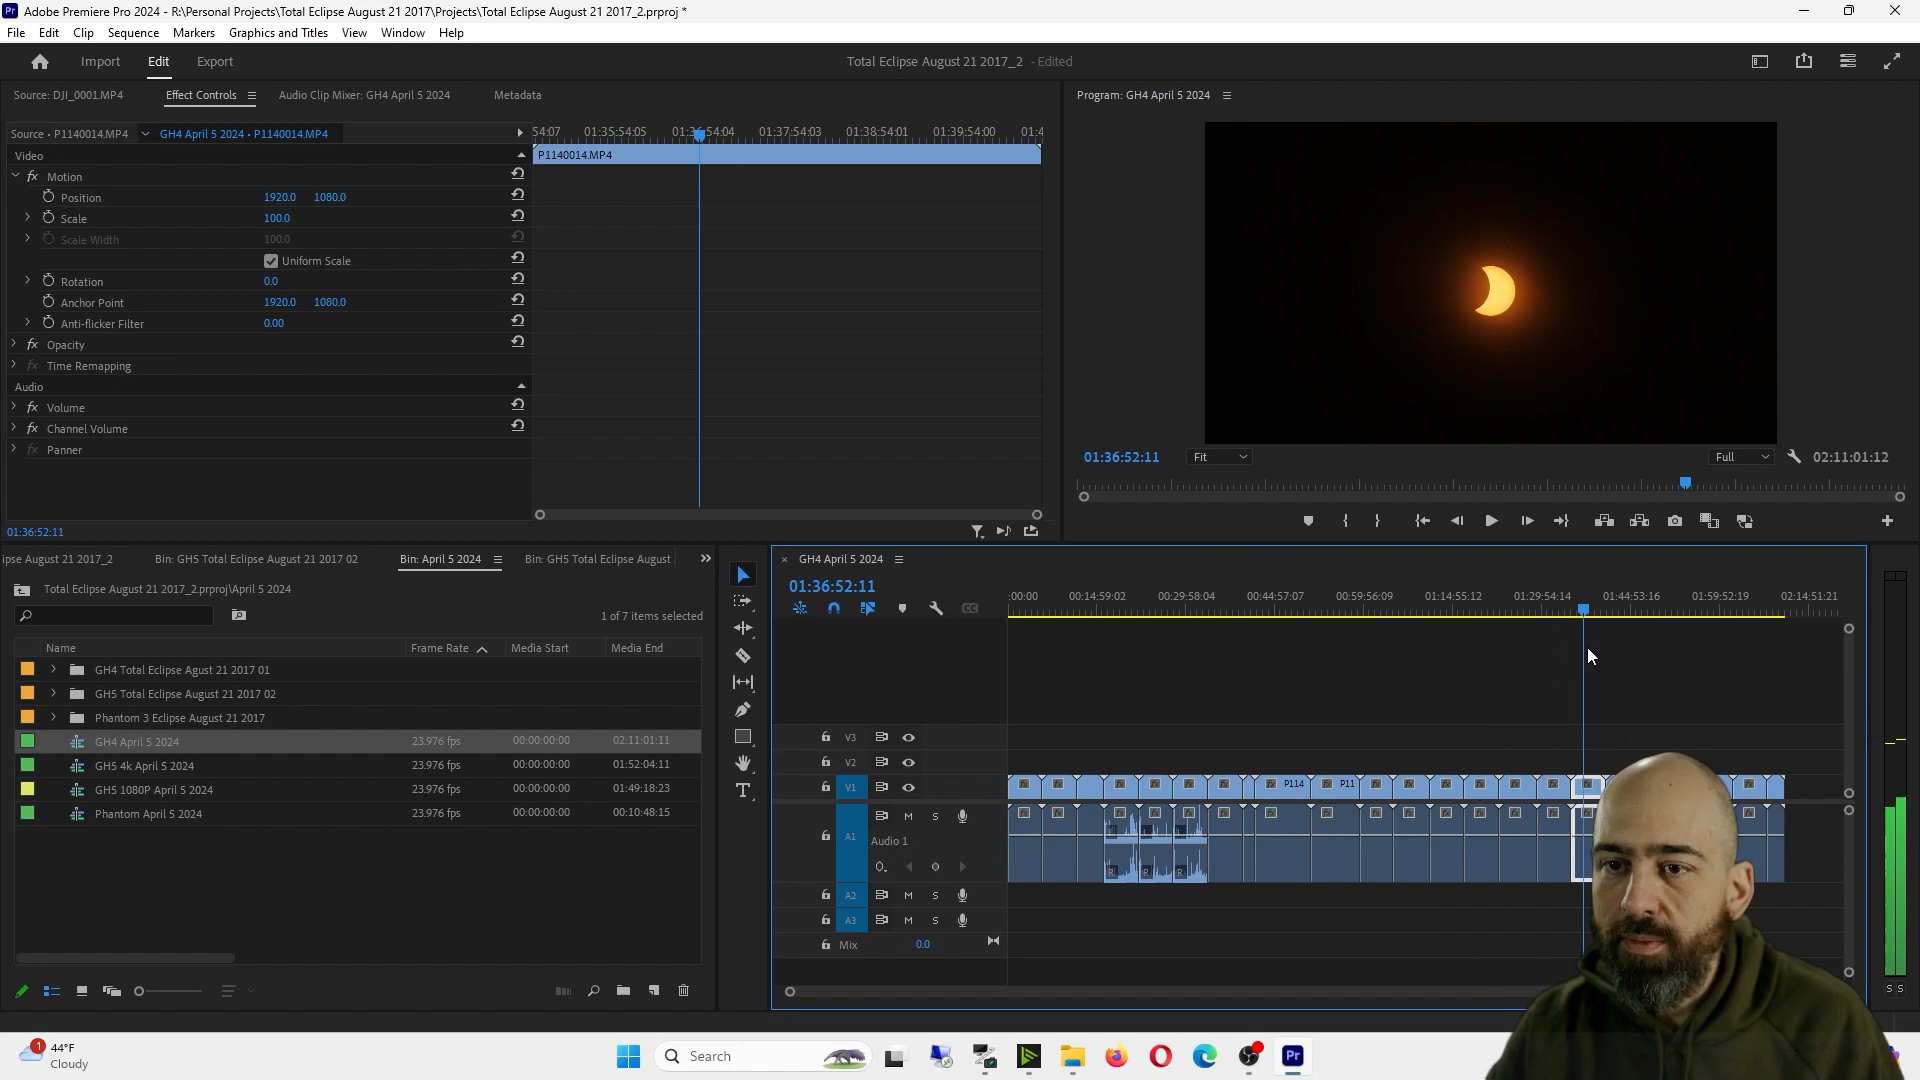 Adobe Premiere Pro 2024 - R:\Personal Projects\Total Eclipse August 21 2017\Projects\Total Eclipse August 21 2017_2.prproj *
File Edit Clip Sequence Markers Graphics and Titles View Window Help
Import Edit Export
Total Eclipse August 21 2017_2 - Edited
Source: DJI_0001.MP4 Effect Controls Audio Clip Mixer: GH4 April 5 2024 Metadata
Program: GH4 April 5 2024
Source • P1140014.MP4 GH4 April 5 2024 • P1140014.MP4
54:07 01:35:54:05 01:36:54:04 01:37:54:03 01:38:54:01 01:39:54:00 01:4
Video
P1140014.MP4
fx Motion
Position 1920.0 1080.0
Scale 100.0
Scale Width 100.0
Uniform Scale
Rotation 0.0
Anchor Point 1920.0 1080.0
Anti-flicker Filter 0.00
fx Opacity
fx Time Remapping
Audio
fx Volume
fx Channel Volume
fx Panner
01:36:52:11
01:36:52:11 Fit Full 02:11:01:12
ipse August 21 2017_2 Bin: GH5 Total Eclipse August 21 2017 02 Bin: April 5 2024 Bin: GH5 Total Eclipse August
Total Eclipse August 21 2017_2.prproj\April 5 2024
1 of 7 items selected
Name Frame Rate Media Start Media End
GH4 Total Eclipse Agust 21 2017 01
GH5 Total Eclipse August 21 2017 02
Phantom 3 Eclipse August 21 2017
GH4 April 5 2024 23.976 fps 00:00:00:00 02:11:01:11
GH5 4k April 5 2024 23.976 fps 00:00:00:00 01:52:04:11
GH5 1080P April 5 2024 23.976 fps 00:00:00:00 01:49:18:23
Phantom April 5 2024 23.976 fps 00:00:00:00 00:10:48:15
GH4 April 5 2024
01:36:52:11
:00:00 00:14:59:02 00:29:58:04 00:44:57:07 00:59:56:09 01:14:55:12 01:29:54:14 01:44:53:16 01:59:52:19 02:14:51:21
V3
V2
V1
P114 P11
A1 M S
Audio 1
R R R
A2 M S
A3 M S
Mix 0.0
S S
1 44°F
Cloudy
Search
Pr